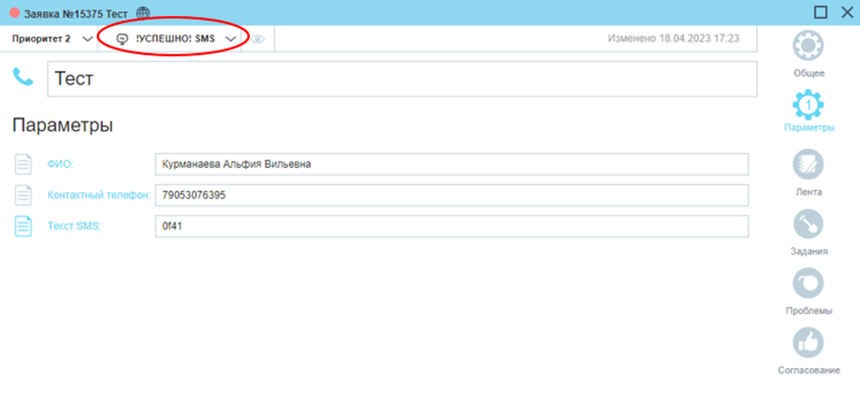 Заявка №15375 Тест
Приоритет 2
!УСПЕШНО! SMS
Изменено 18.04.2023 17:23
Тест
Параметры
ФИО: Курманаева Альфия Вильевна
Контактный телефон: 79053076395
Текст SMS: 0f41
Общее
1
Параметры
Лента
Задания
Проблемы
Согласование